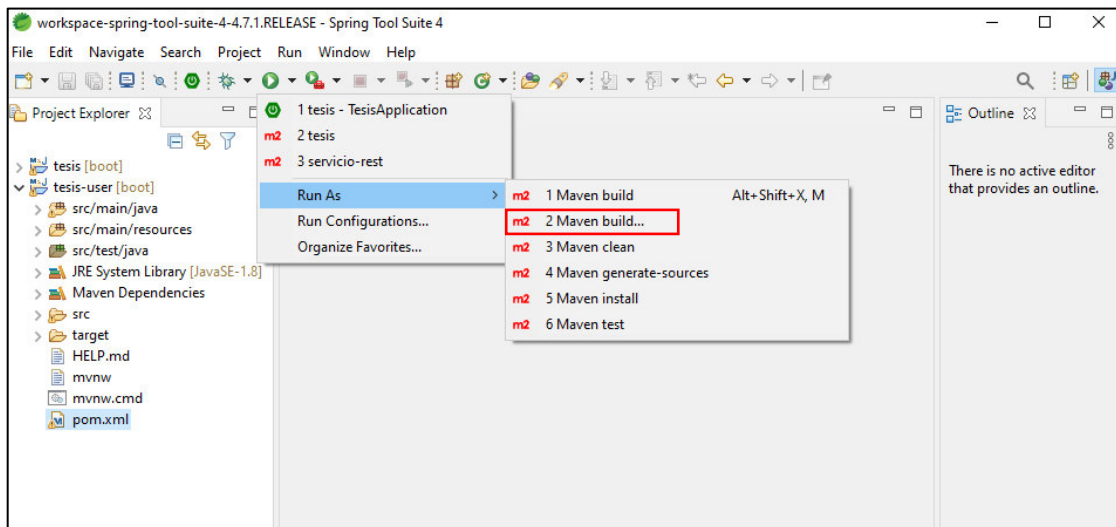 workspace-spring-tool-suite-4-4.7.1.RELEASE - Spring Tool Suite 4
File Edit Navigate Search Project Run Window Help
Project Explorer
tesis [boot]
tesis-user [boot]
src/main/java
src/main/resources
src/test/java
JRE System Library [JavaSE-1.8]
Maven Dependencies
src
target
HELP.md
mvnw
mvnw.cmd
pom.xml
1 tesis - TesisApplication
m2 2 tesis
m2 3 servicio-rest
Run As
Run Configurations...
Organize Favorites...
m2 1 Maven build Alt+Shift+X, M
m2 2 Maven build...
m2 3 Maven clean
m2 4 Maven generate-sources
m2 5 Maven install
m2 6 Maven test
Outline
There is no active editor
that provides an outline.